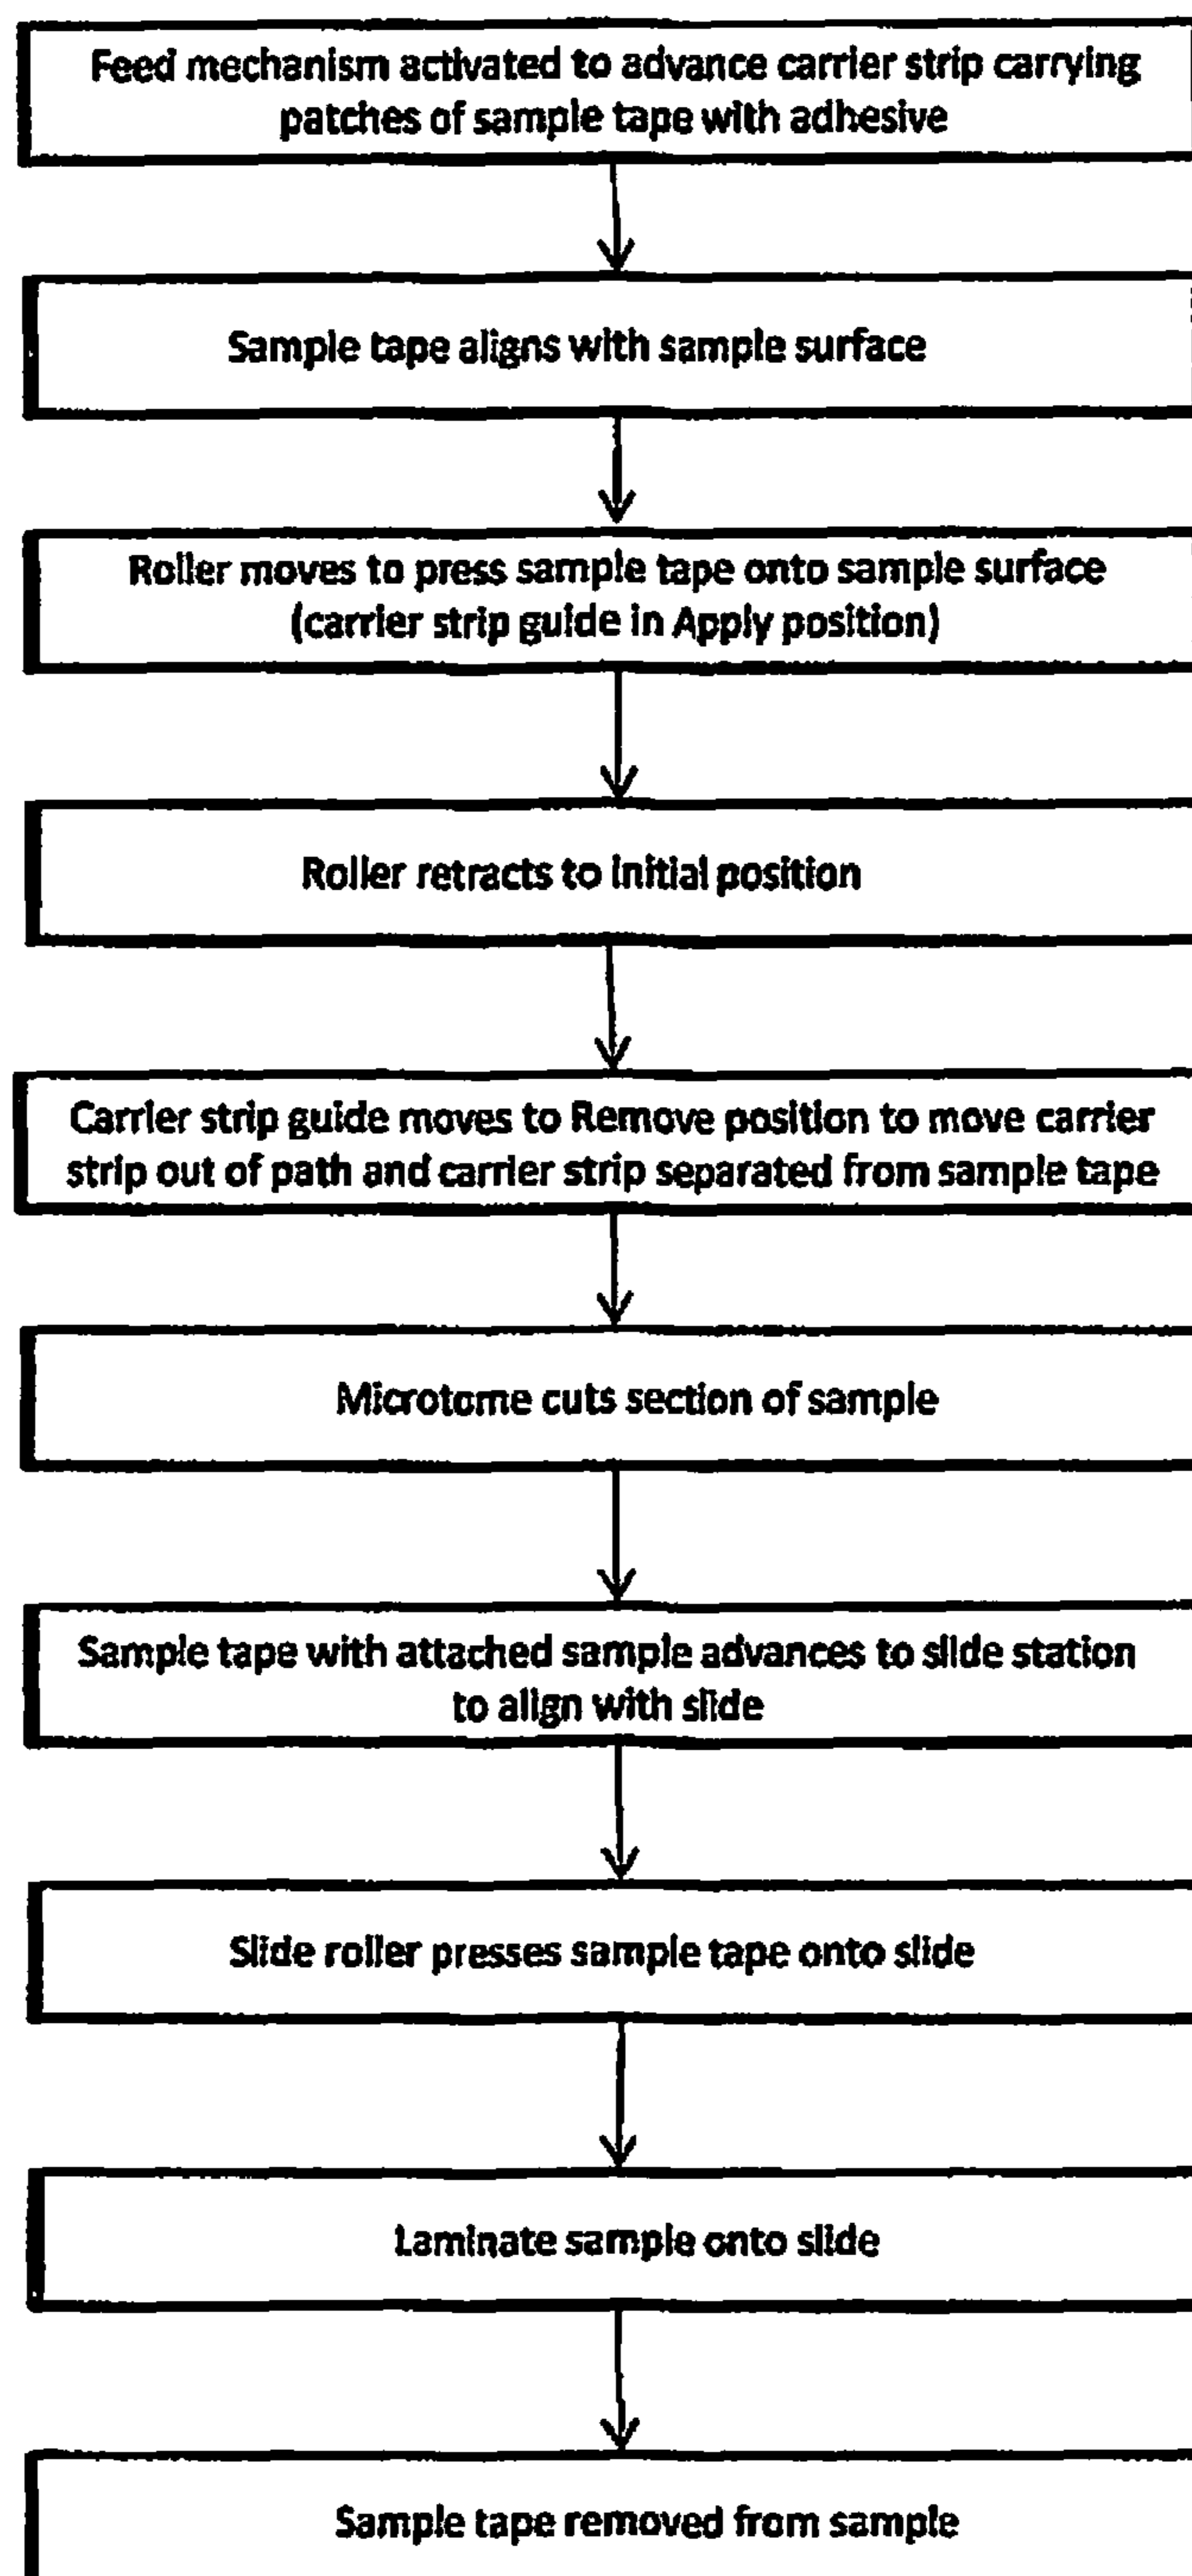 Feed mechanism activated to advance carrier strip carrying
patches of sample tape with adhesive
Sample tape aligns with sample surface
Roller moves to press sample tape onto sample surface
(carrier strip guide in Apply position)
Roller retracts to initial position
Carrier strip guide moves to Remove position to move carrier
strip out of path and carrier strip separated from sample tape
Microtome cuts section of sample
Sample tape with attached sample advances to slide station
to align with slide
Slide roller presses sample tape onto slide
Laminate sample onto slide
Sample tape removed from sample